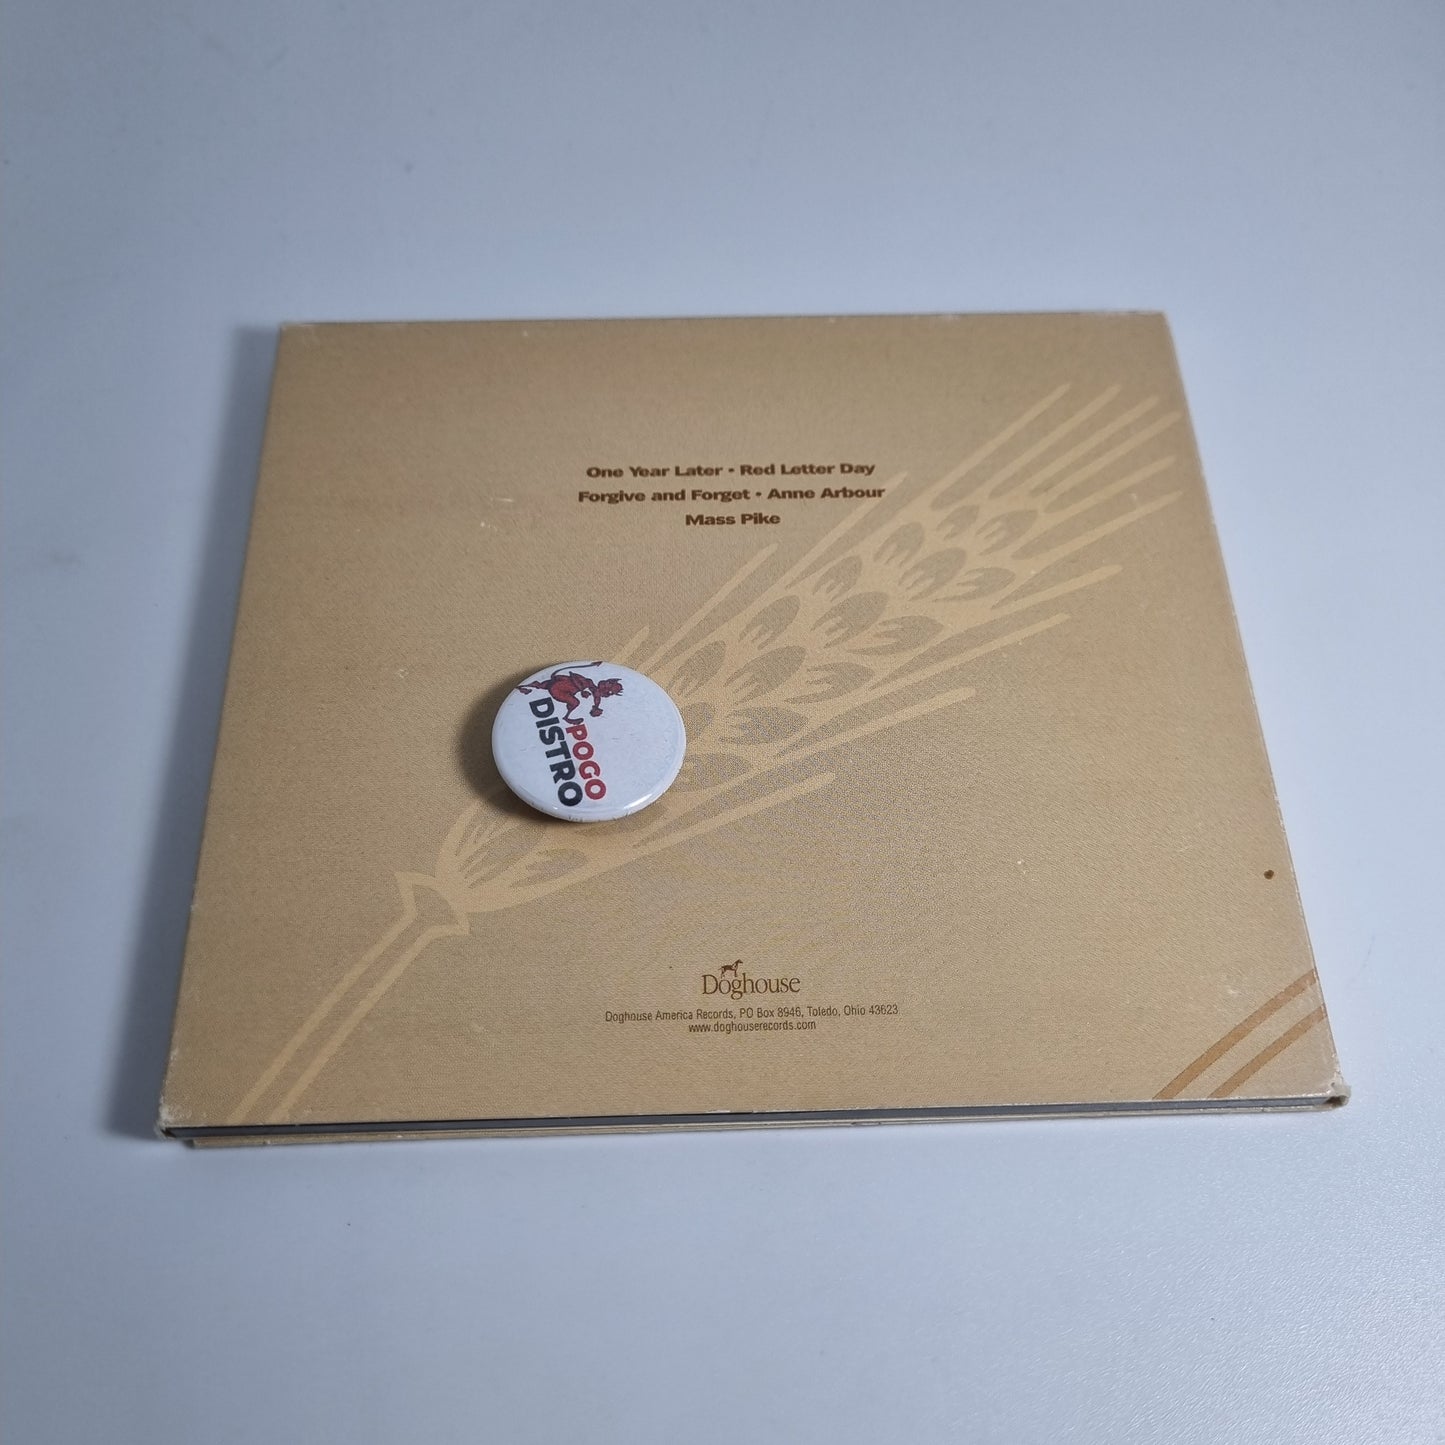 One Year Later • Red Letter Day
Forgive and Forget • Anne Arbour
Mass Pike
POGO
DISTRO
Doghouse
Doghouse America Records, PO Box 8946, Toledo, Ohio 43623
www.doghouserecords.com